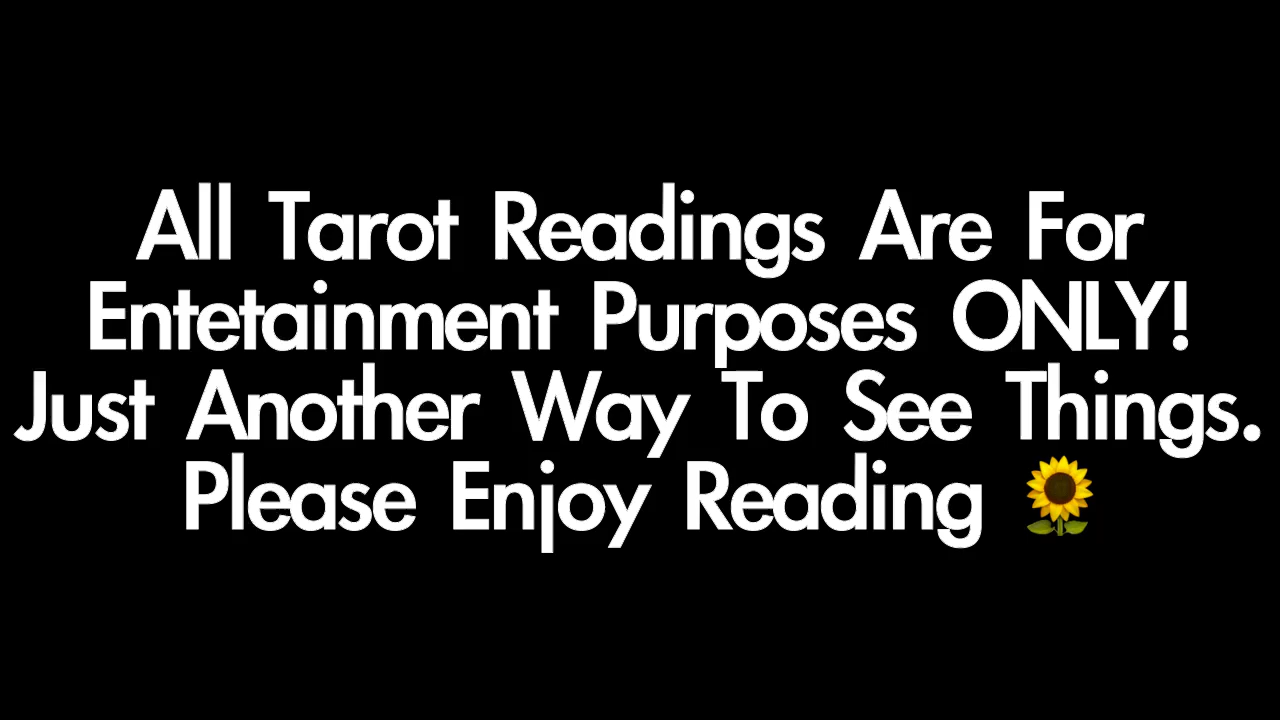 All Tarot Readings Are For
Entetainment Purposes ONLY!
Just Another Way To See Things.
Please Enjoy Reading 🌻